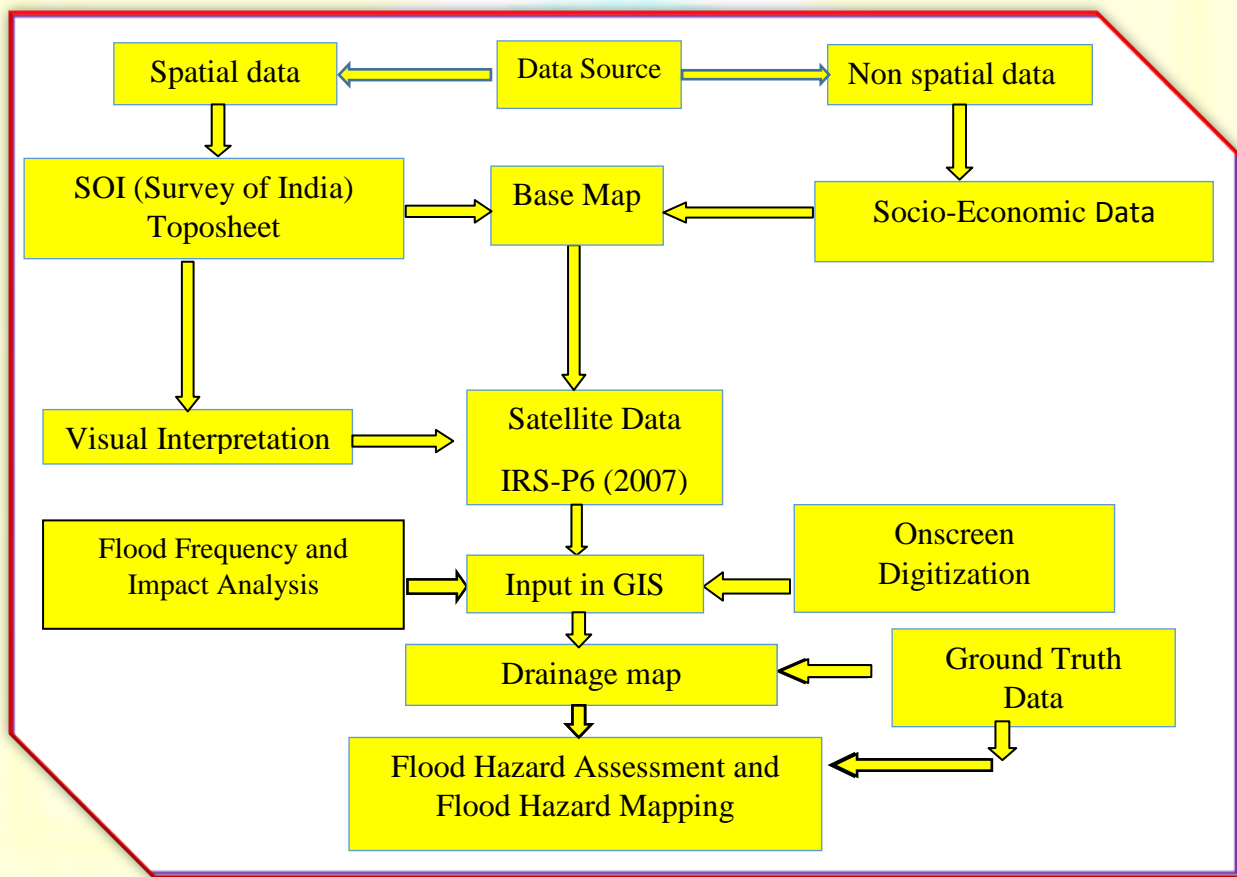 Spatial data
Data Source
Non spatial data
SOI (Survey of India)
Toposheet
Base Map
Socio-Economic Data
Visual Interpretation
Satellite Data
IRS-P6 (2007)
Flood Frequency and
Impact Analysis
Input in GIS
Onscreen
Digitization
Drainage map
Ground Truth
Data
Flood Hazard Assessment and
Flood Hazard Mapping